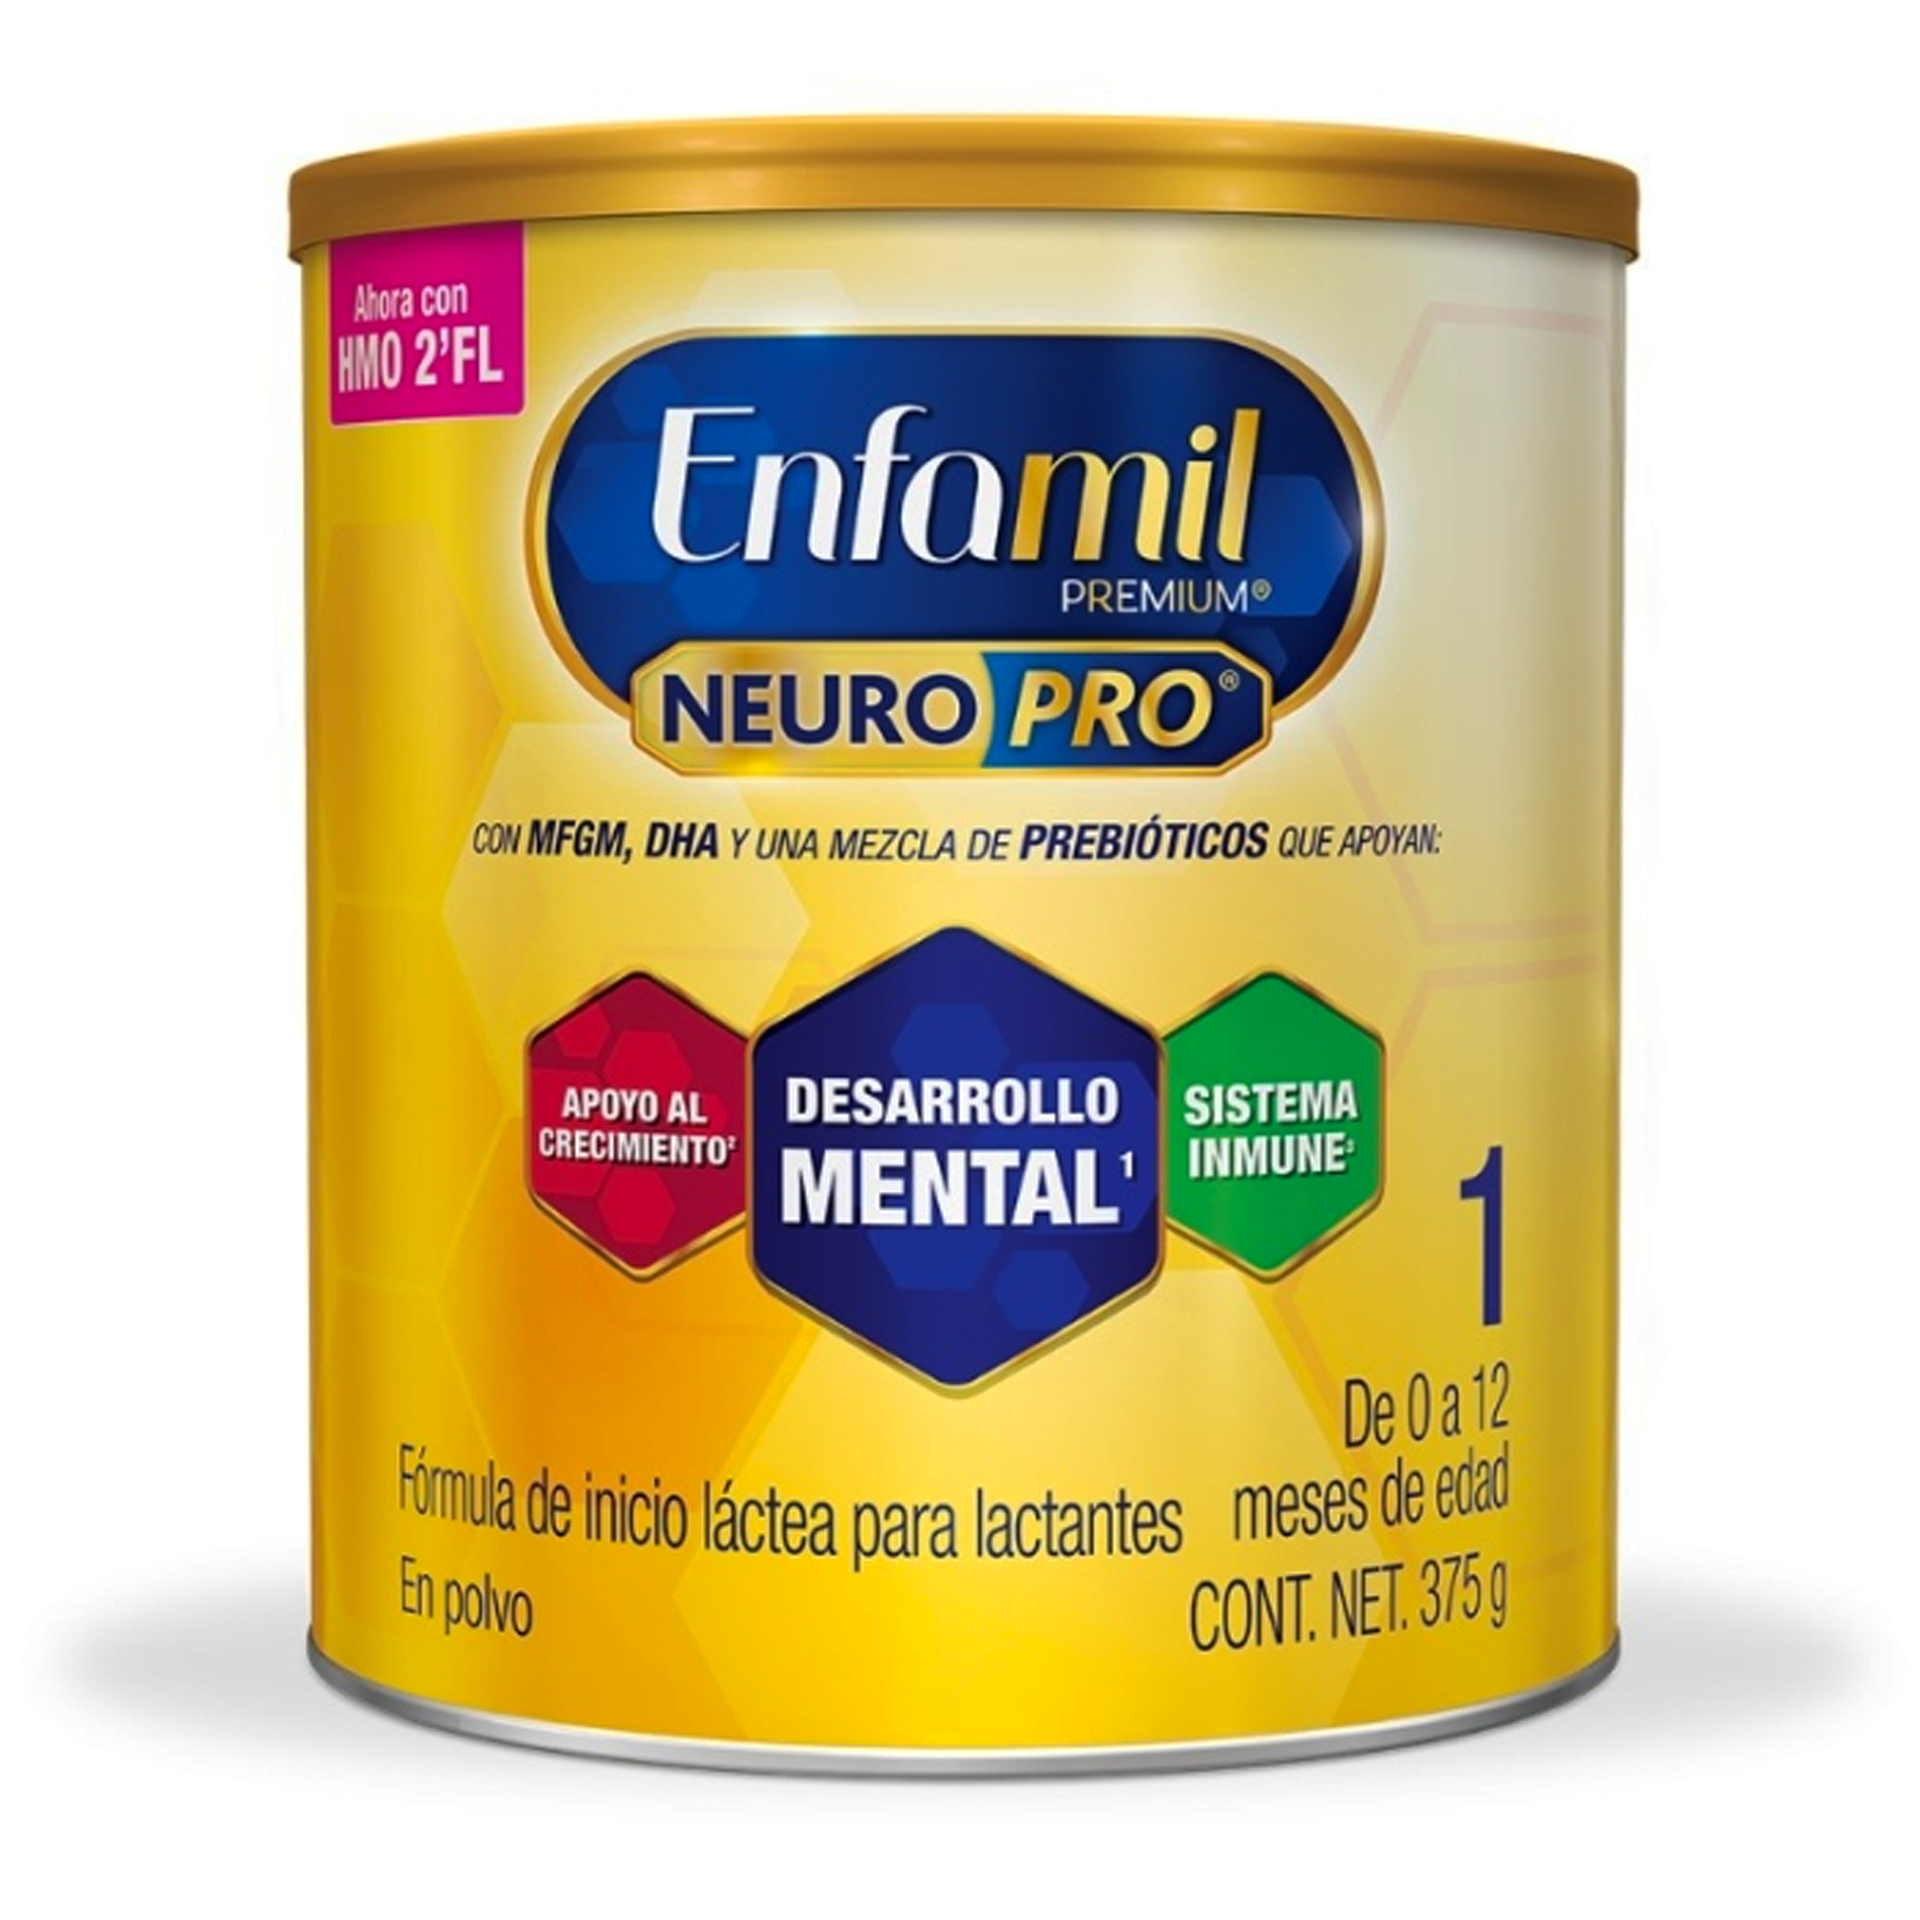 Ahora con
HMO 2'FL
Enfamil
PREMIUM®
NEURO PRO®
CON MFGM, DHA Y UNA MEZCLA DE PREBIÓTICOS QUE APOYAN:
APOYO AL
CRECIMIENTO²
DESARROLLO
MENTAL¹
SISTEMA
INMUNE³
1
De 0 a 12
meses de edad
Fórmula de inicio láctea para lactantes
En polvo
CONT. NET. 375 g